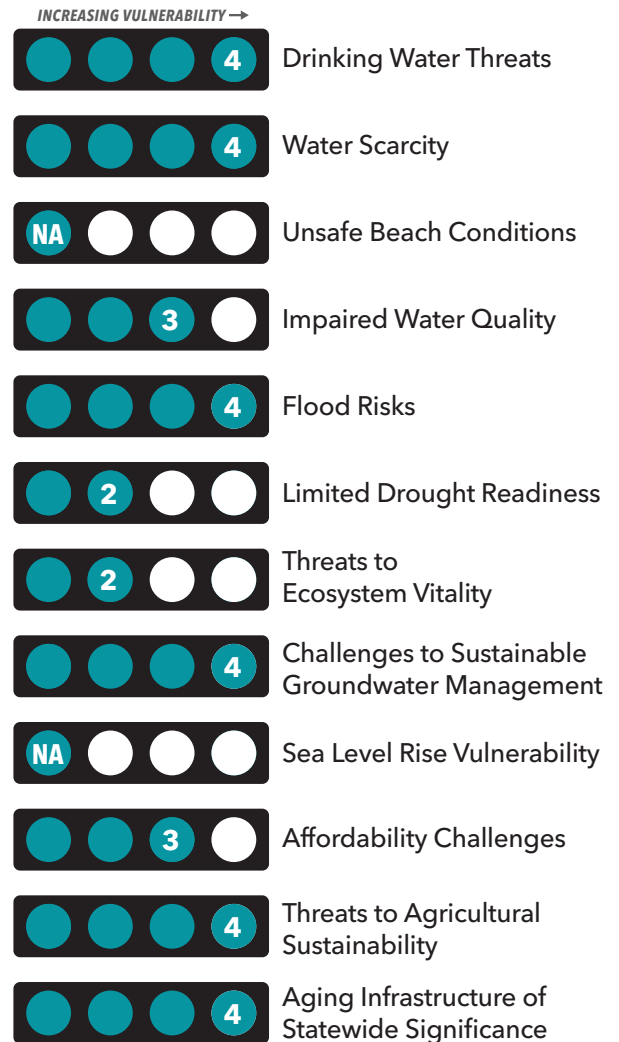 INCREASING VULNERABILITY →
4 Drinking Water Threats
4 Water Scarcity
NA Unsafe Beach Conditions
3 Impaired Water Quality
4 Flood Risks
2 Limited Drought Readiness
2 Threats to
Ecosystem Vitality
4 Challenges to Sustainable
Groundwater Management
NA Sea Level Rise Vulnerability
3 Affordability Challenges
4 Threats to Agricultural
Sustainability
4 Aging Infrastructure of
Statewide Significance